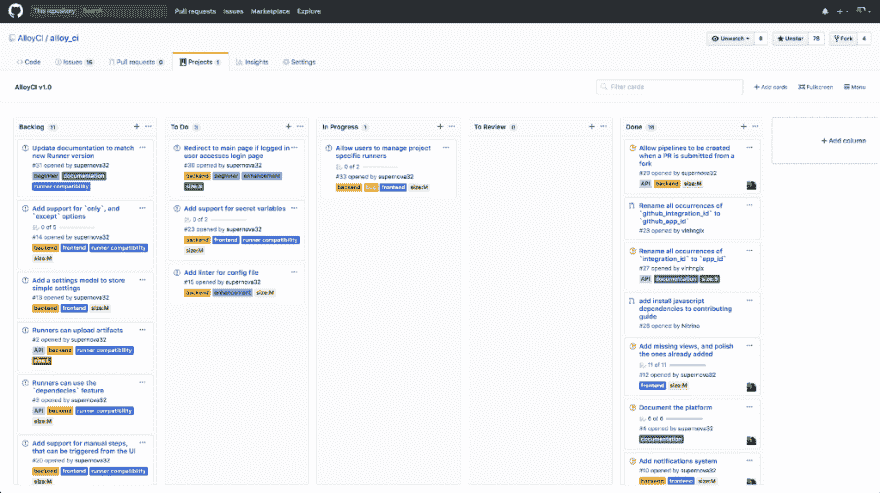 This repository Search
Pull requests Issues Marketplace Explore
AlloyCI / alloy_ci
Unwatch 6
Unstar 78
Fork 4
Code
Issues 16
Pull requests 0
Projects 1
Insights
Settings
AlloyCI v1.0
Filter cards
+ Add cards
Fullscreen
Menu
Backlog 11
Update documentation to match
new Runner version
#31 opened by supernova32
beginner documentation
runner compatibility
Add support for `only`, and
`except` options
0 of 5
#14 opened by supernova32
backend frontend runner compatibility
size:M
Add a settings model to store
simple settings
#13 opened by supernova32
backend frontend size:M
Runners can upload artifacts
#2 opened by supernova32
API backend runner compatibility
Runners can use the
`dependencies` feature
#3 opened by supernova32
API backend runner compatibility
size:M
Add support for manual steps,
that can be triggered from the UI
#20 opened by supernova32
backend frontend runner compatibility
size:M
To Do 3
Redirect to main page if logged in
user accesses login page
#30 opened by supernova32
backend beginner enhancement
size:S
Add support for secret variables
0 of 2
#23 opened by supernova32
backend frontend runner compatibility
size:M
Add linter for config file
#15 opened by supernova32
backend enhancement size:M
In Progress 1
Allow users to manage project
specific runners
0 of 2
#33 opened by supernova32
backend frontend size:M
To Review 0
Done 18
Allow pipelines to be created
when a PR is submitted from a
fork
#29 opened by supernova32
API backend size:M
Rename all occurrences of
`github_integration_id` to
`github_app_id`
#28 opened by vinhnglx
Rename all occurrences of
`integration_id` to `app_id`
#27 opened by vinhnglx
API documentation size:S
add install javascript
dependencies to contributing
guide
#26 opened by Nitrino
Add missing views, and polish
the ones already added
11 of 11
#12 opened by supernova32
frontend size:M
Document the platform
6 of 6
#4 opened by supernova32
documentation
Add notifications system
#10 opened by supernova32
backend frontend size:M
+ Add column